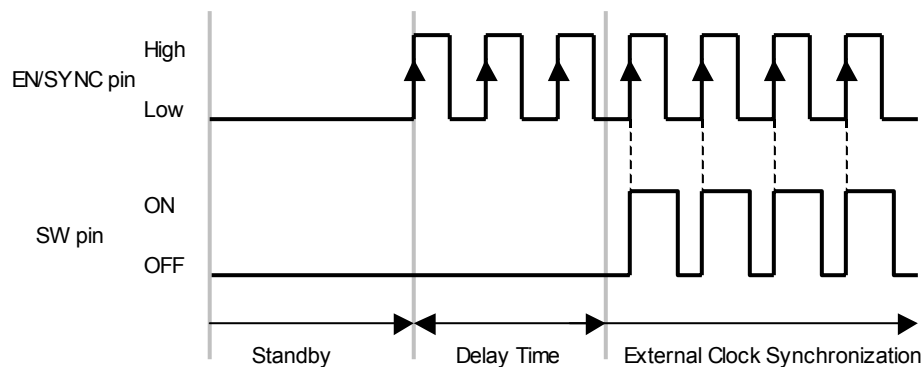 High
EN/SYNC pin
Low
ON
SW pin
OFF
Standby
Delay Time
External Clock Synchronization